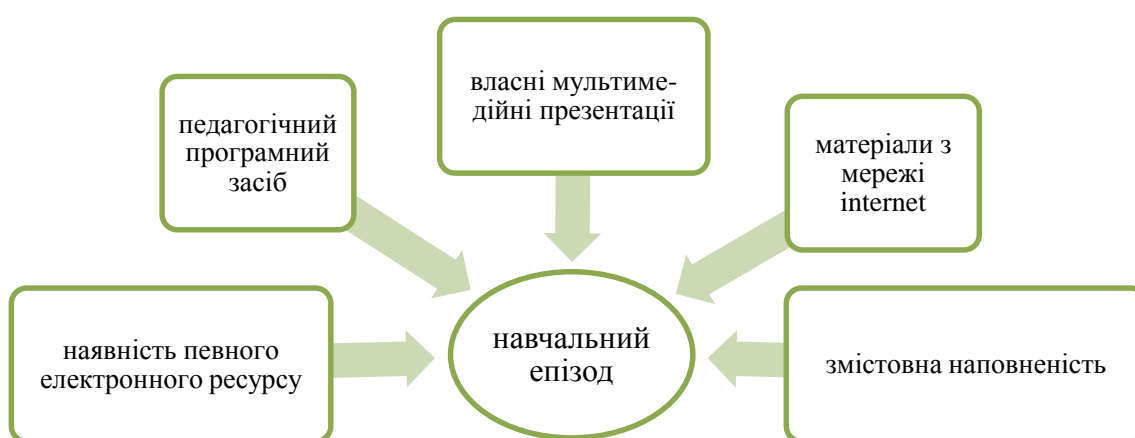 власні мультиме-
дійні презентації
педагогічний
програмний
засіб
матеріали з
мережі
internet
наявність певного
електронного ресурсу
навчальний
епізод
змістовна наповненість